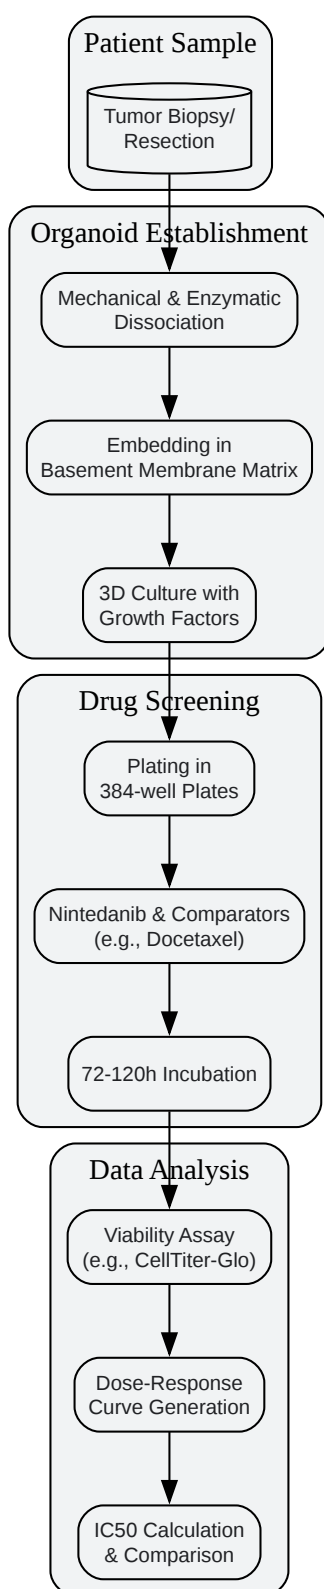 Patient Sample
Tumor Biopsy/
Resection
Organoid Establishment
Mechanical & Enzymatic
Dissociation
Embedding in
Basement Membrane Matrix
3D Culture with
Growth Factors
Drug Screening
Plating in
384-well Plates
Nintedanib & Comparators
(e.g., Docetaxel)
72-120h Incubation
Data Analysis
Viability Assay
(e.g., CellTiter-Glo)
Dose-Response
Curve Generation
IC50 Calculation
& Comparison